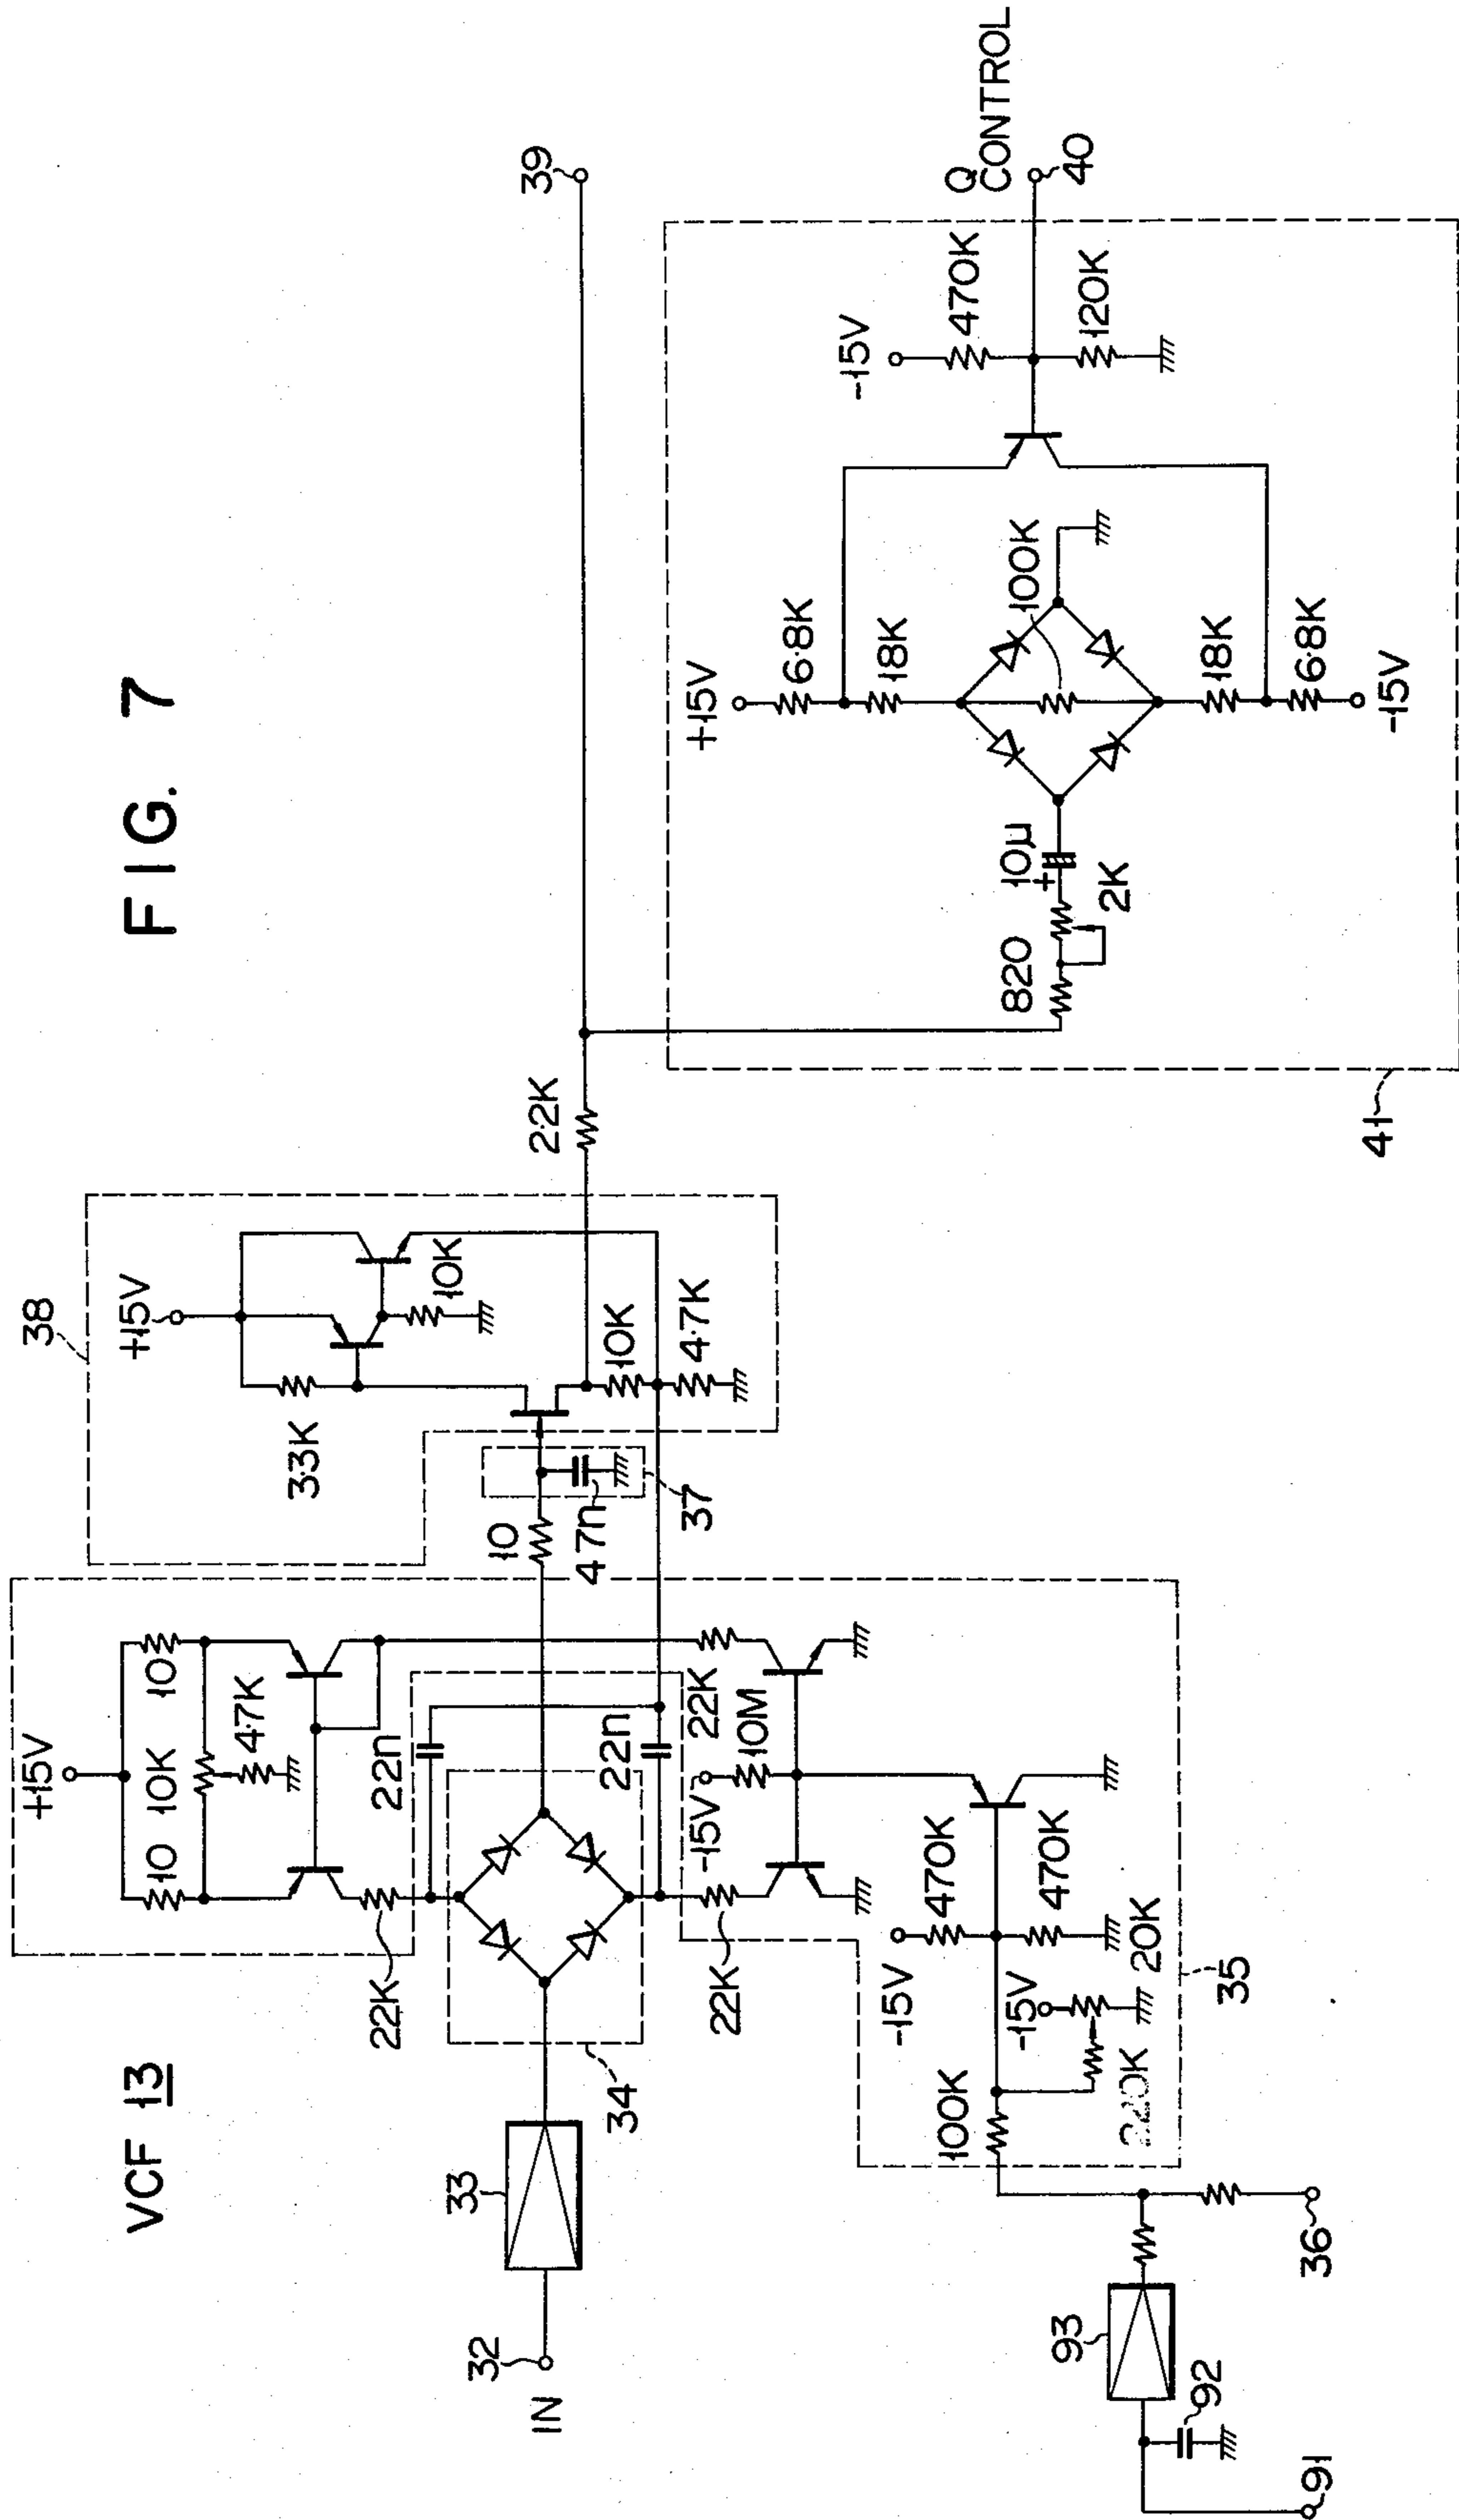 FIG. 7
VCF 13
38
+15V
10K
3.3K
10K
4.7K
2.2K
39
37
47n
10
+15V
10
10K
4.7K
10
22n
22n
22K
22K
22K
10M
-15V
34
33
32
IN
470K
-15V
470K
-15V
20K
100K
220K
35
36
93
92
91
+15V
6.8K
18K
100K
18K
6.8K
-15V
10µ
+
820
2K
-15V
470K
120K
Q
CONTROL
40
41